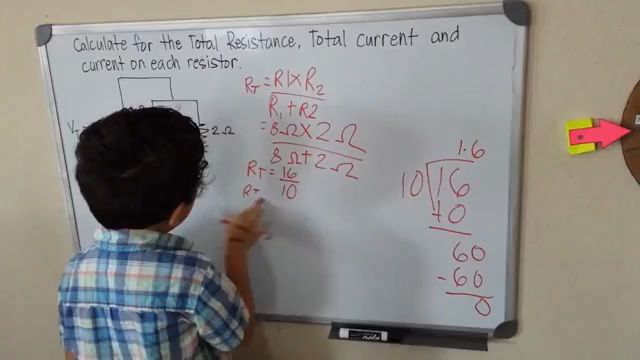 Calculate for the Total Resistance, Total current and
current on each resistor.
VT
2 Ω
RT = R1 x R2
R1 + R2
= 8Ω x 2Ω
8Ω + 2Ω
RT = 16
10
RT
1.6
10 16
10
60
- 60
0